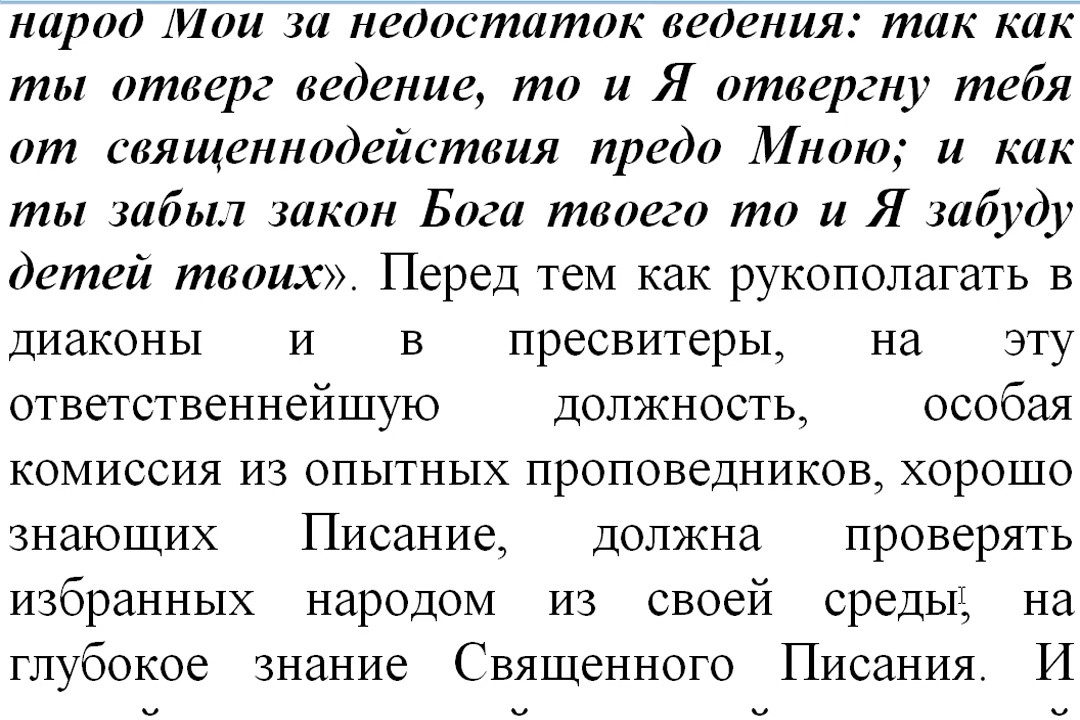 народ Мой за недостаток ведения: так как
ты отверг ведение, то и Я отвергну тебя
от священнодействия предо Мною; и как
ты забыл закон Бога твоего то и Я забуду
детей твоих». Перед тем как рукополагать в
диаконы и в пресвитеры, на эту
ответственнейшую должность, особая
комиссия из опытных проповедников, хорошо
знающих Писание, должна проверять
избранных народом из своей среды, на
глубокое знание Священного Писания. И